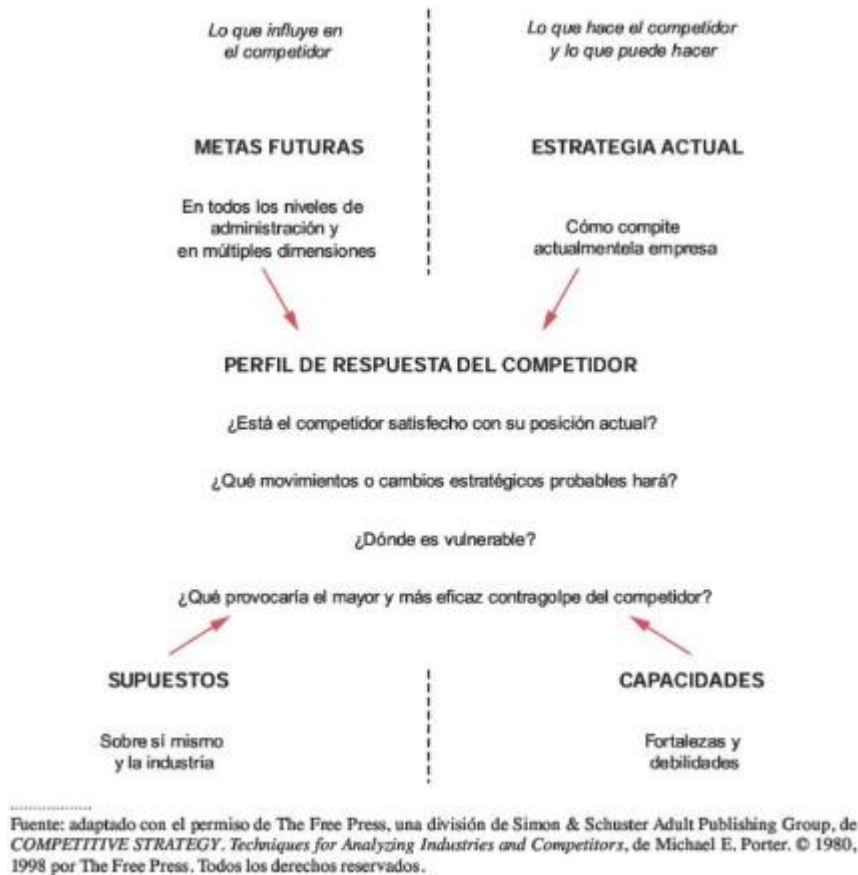 Lo que influye en
el competidor
Lo que hace el competidor
y lo que puede hacer
METAS FUTURAS
ESTRATEGIA ACTUAL
En todos los niveles de
administración y
en múltiples dimensiones
Cómo compite
actualmentela empresa
PERFIL DE RESPUESTA DEL COMPETIDOR
¿Está el competidor satisfecho con su posición actual?
¿Qué movimientos o cambios estratégicos probables hará?
¿Dónde es vulnerable?
¿Qué provocaría el mayor y más eficaz contragolpe del competidor?
SUPUESTOS
CAPACIDADES
Sobre sí mismo
y la industria
Fortalezas y
debilidades
Fuente: adaptado con el permiso de The Free Press, una división de Simon & Schuster Adult Publishing Group, de
COMPETITIVE STRATEGY. Techniques for Analyzing Industries and Competitors, de Michael E. Porter. © 1980,
1998 por The Free Press. Todos los derechos reservados.